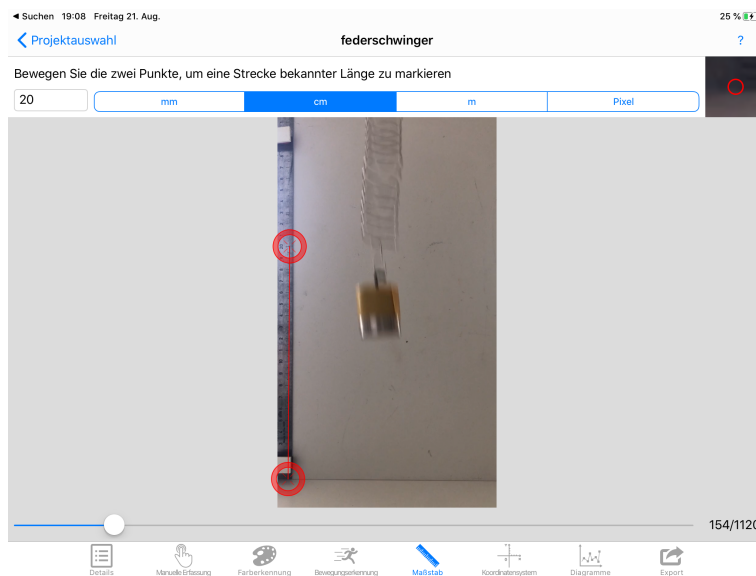 ◀ Suchen 19:08 Freitag 21. Aug. 25 %
Projektauswahl federschwinger ?
Bewegen Sie die zwei Punkte, um eine Strecke bekannter Länge zu markieren
20 mm cm m Pixel
154/1120
Details Manuelle Erfassung Farberkennung Bewegungserkennung Maßstab Koordinatensystem Diagramme Export